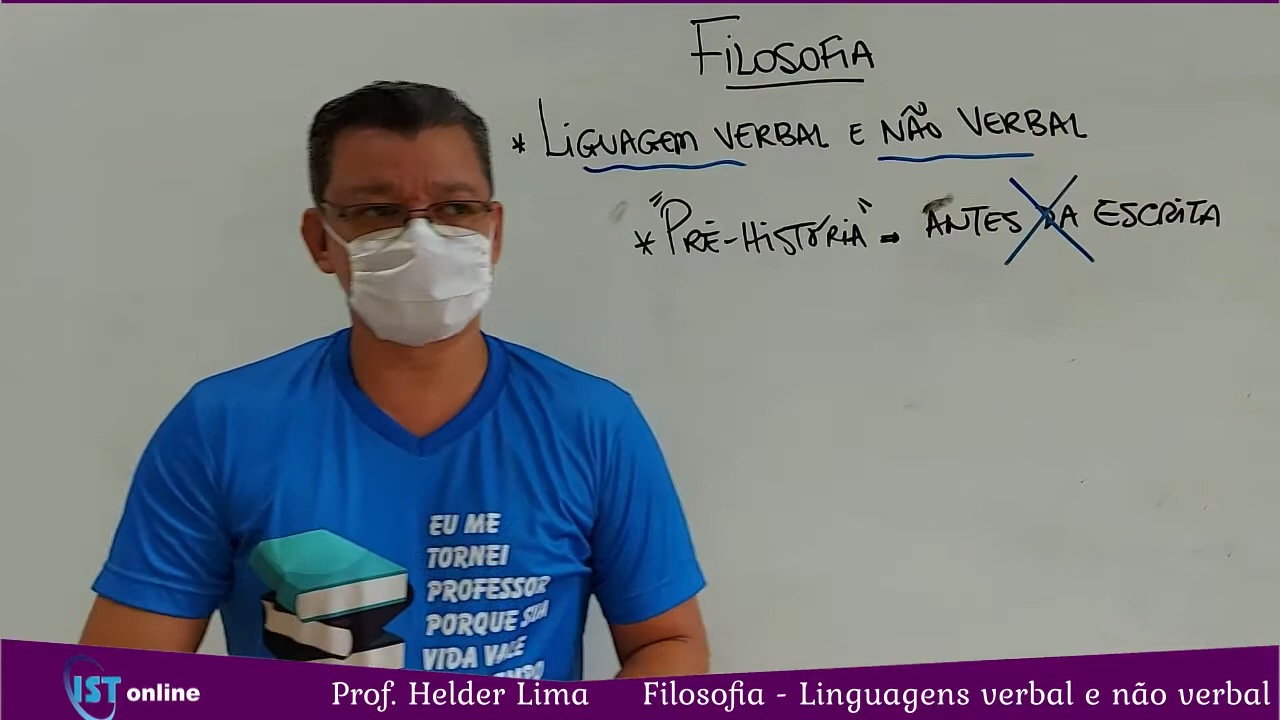 FILOSOFIA
* LIGUAGEM VERBAL E NÃO VERBAL
* "PRÉ-HISTÓRIA" = ANTES DA ESCRITA
EU ME
TORNEI
PROFESSOR
PORQUE SUA
VIDA VALE
IST online
Prof. Helder Lima
Filosofia - Linguagens verbal e não verbal